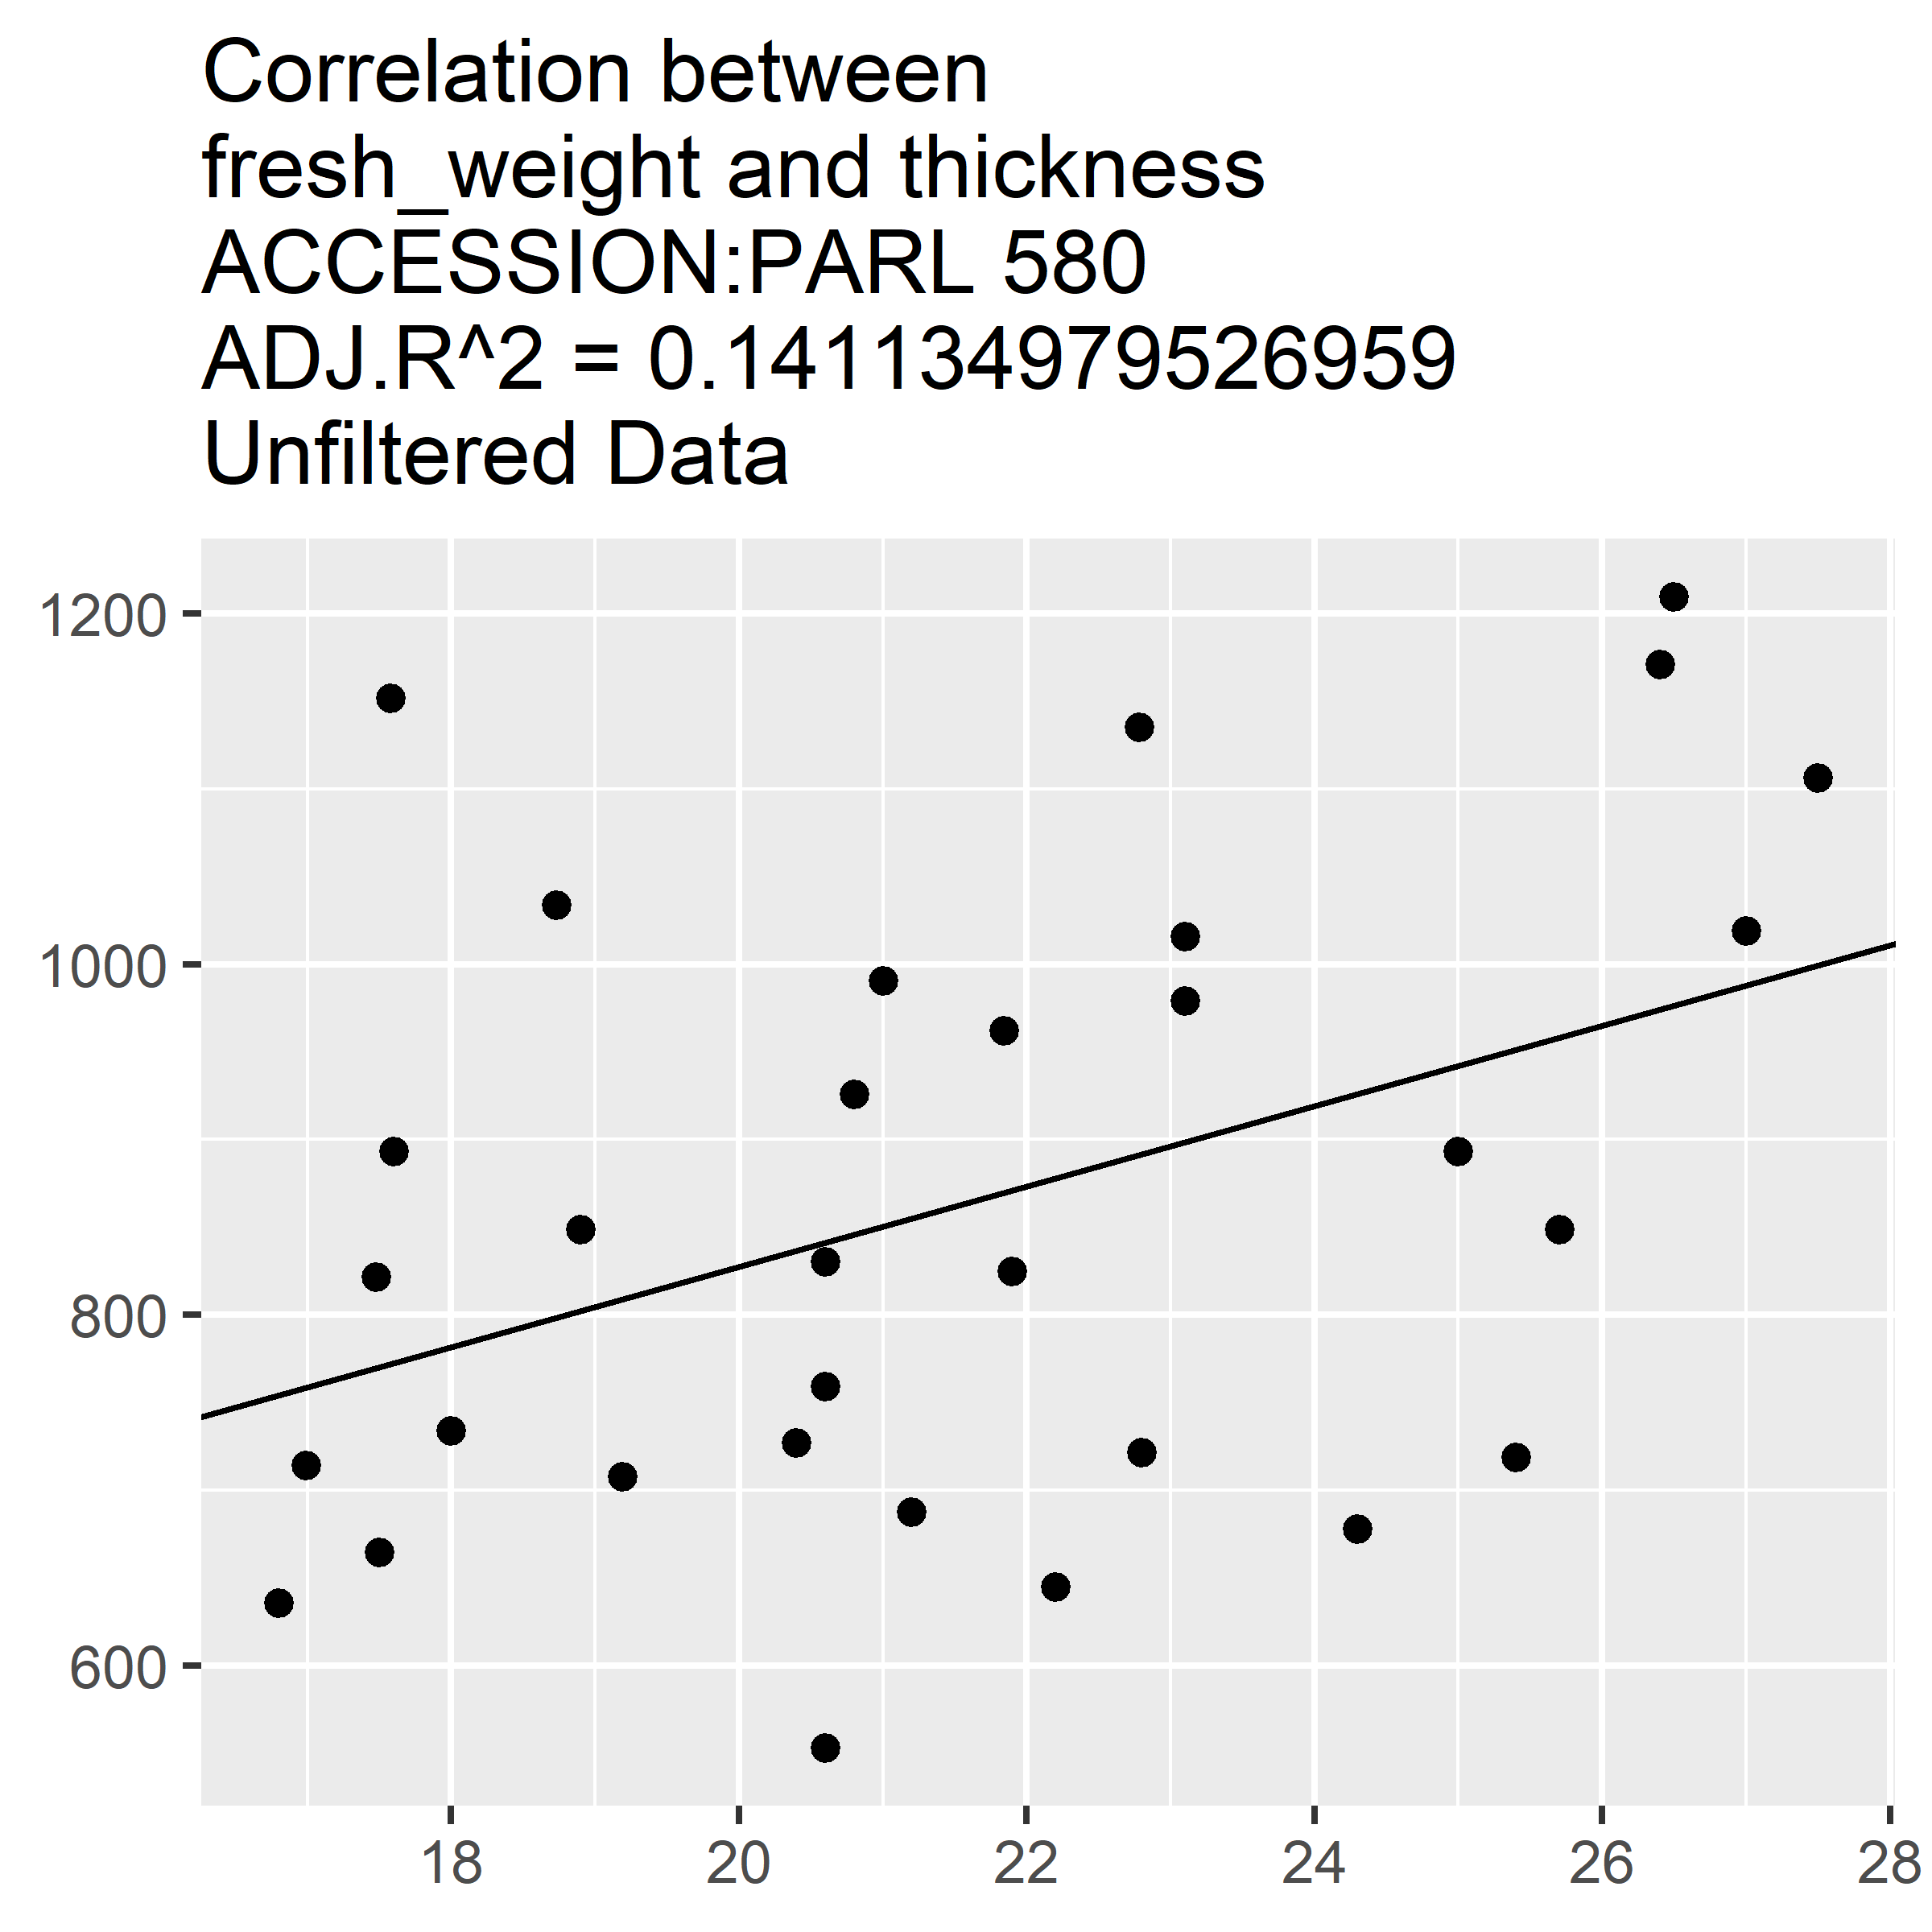 Correlation between
fresh_weight and thickness
ACCESSION:PARL 580
ADJ.R^2 = 0.141134979526959
Unfiltered Data
1200
1000
800
600
18 20 22 24 26 28